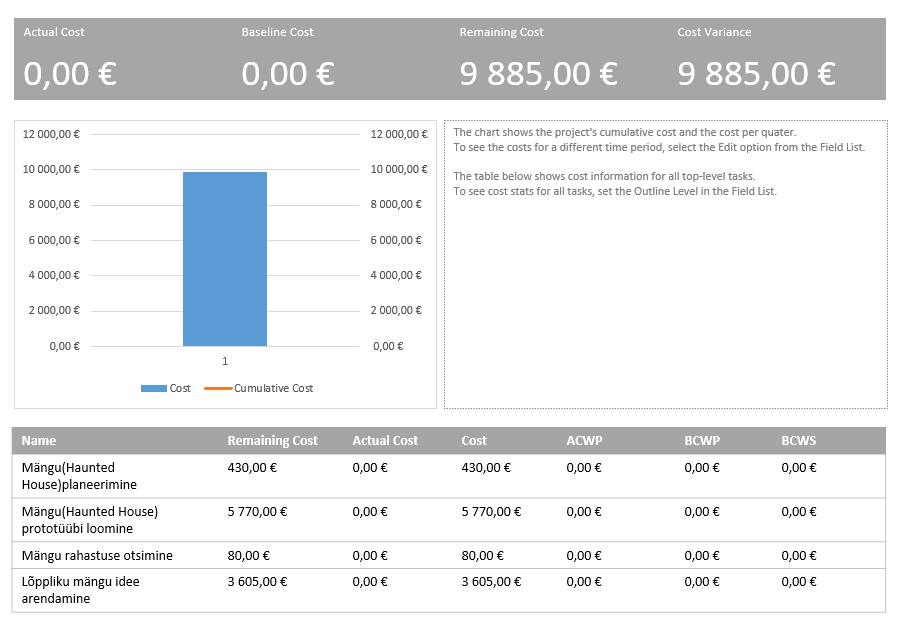 Actual Cost Baseline Cost Remaining Cost Cost Variance
0,00 € 0,00 € 9 885,00 € 9 885,00 €
12 000,00 € 12 000,00 €
10 000,00 € 10 000,00 €
8 000,00 € 8 000,00 €
6 000,00 € 6 000,00 €
4 000,00 € 4 000,00 €
2 000,00 € 2 000,00 €
0,00 € 0,00 €
1
Cost Cumulative Cost
The chart shows the project's cumulative cost and the cost per quater.
To see the costs for a different time period, select the Edit option from the Field List.
The table below shows cost information for all top-level tasks.
To see cost stats for all tasks, set the Outline Level in the Field List.
Name Remaining Cost Actual Cost Cost ACWP BCWP BCWS
Mängu(Haunted 430,00 € 0,00 € 430,00 € 0,00 € 0,00 € 0,00 €
House)planeerimine
Mängu(Haunted House) 5 770,00 € 0,00 € 5 770,00 € 0,00 € 0,00 € 0,00 €
prototüübi loomine
Mängu rahastuse otsimine 80,00 € 0,00 € 80,00 € 0,00 € 0,00 € 0,00 €
Lõppliku mängu idee 3 605,00 € 0,00 € 3 605,00 € 0,00 € 0,00 € 0,00 €
arendamine